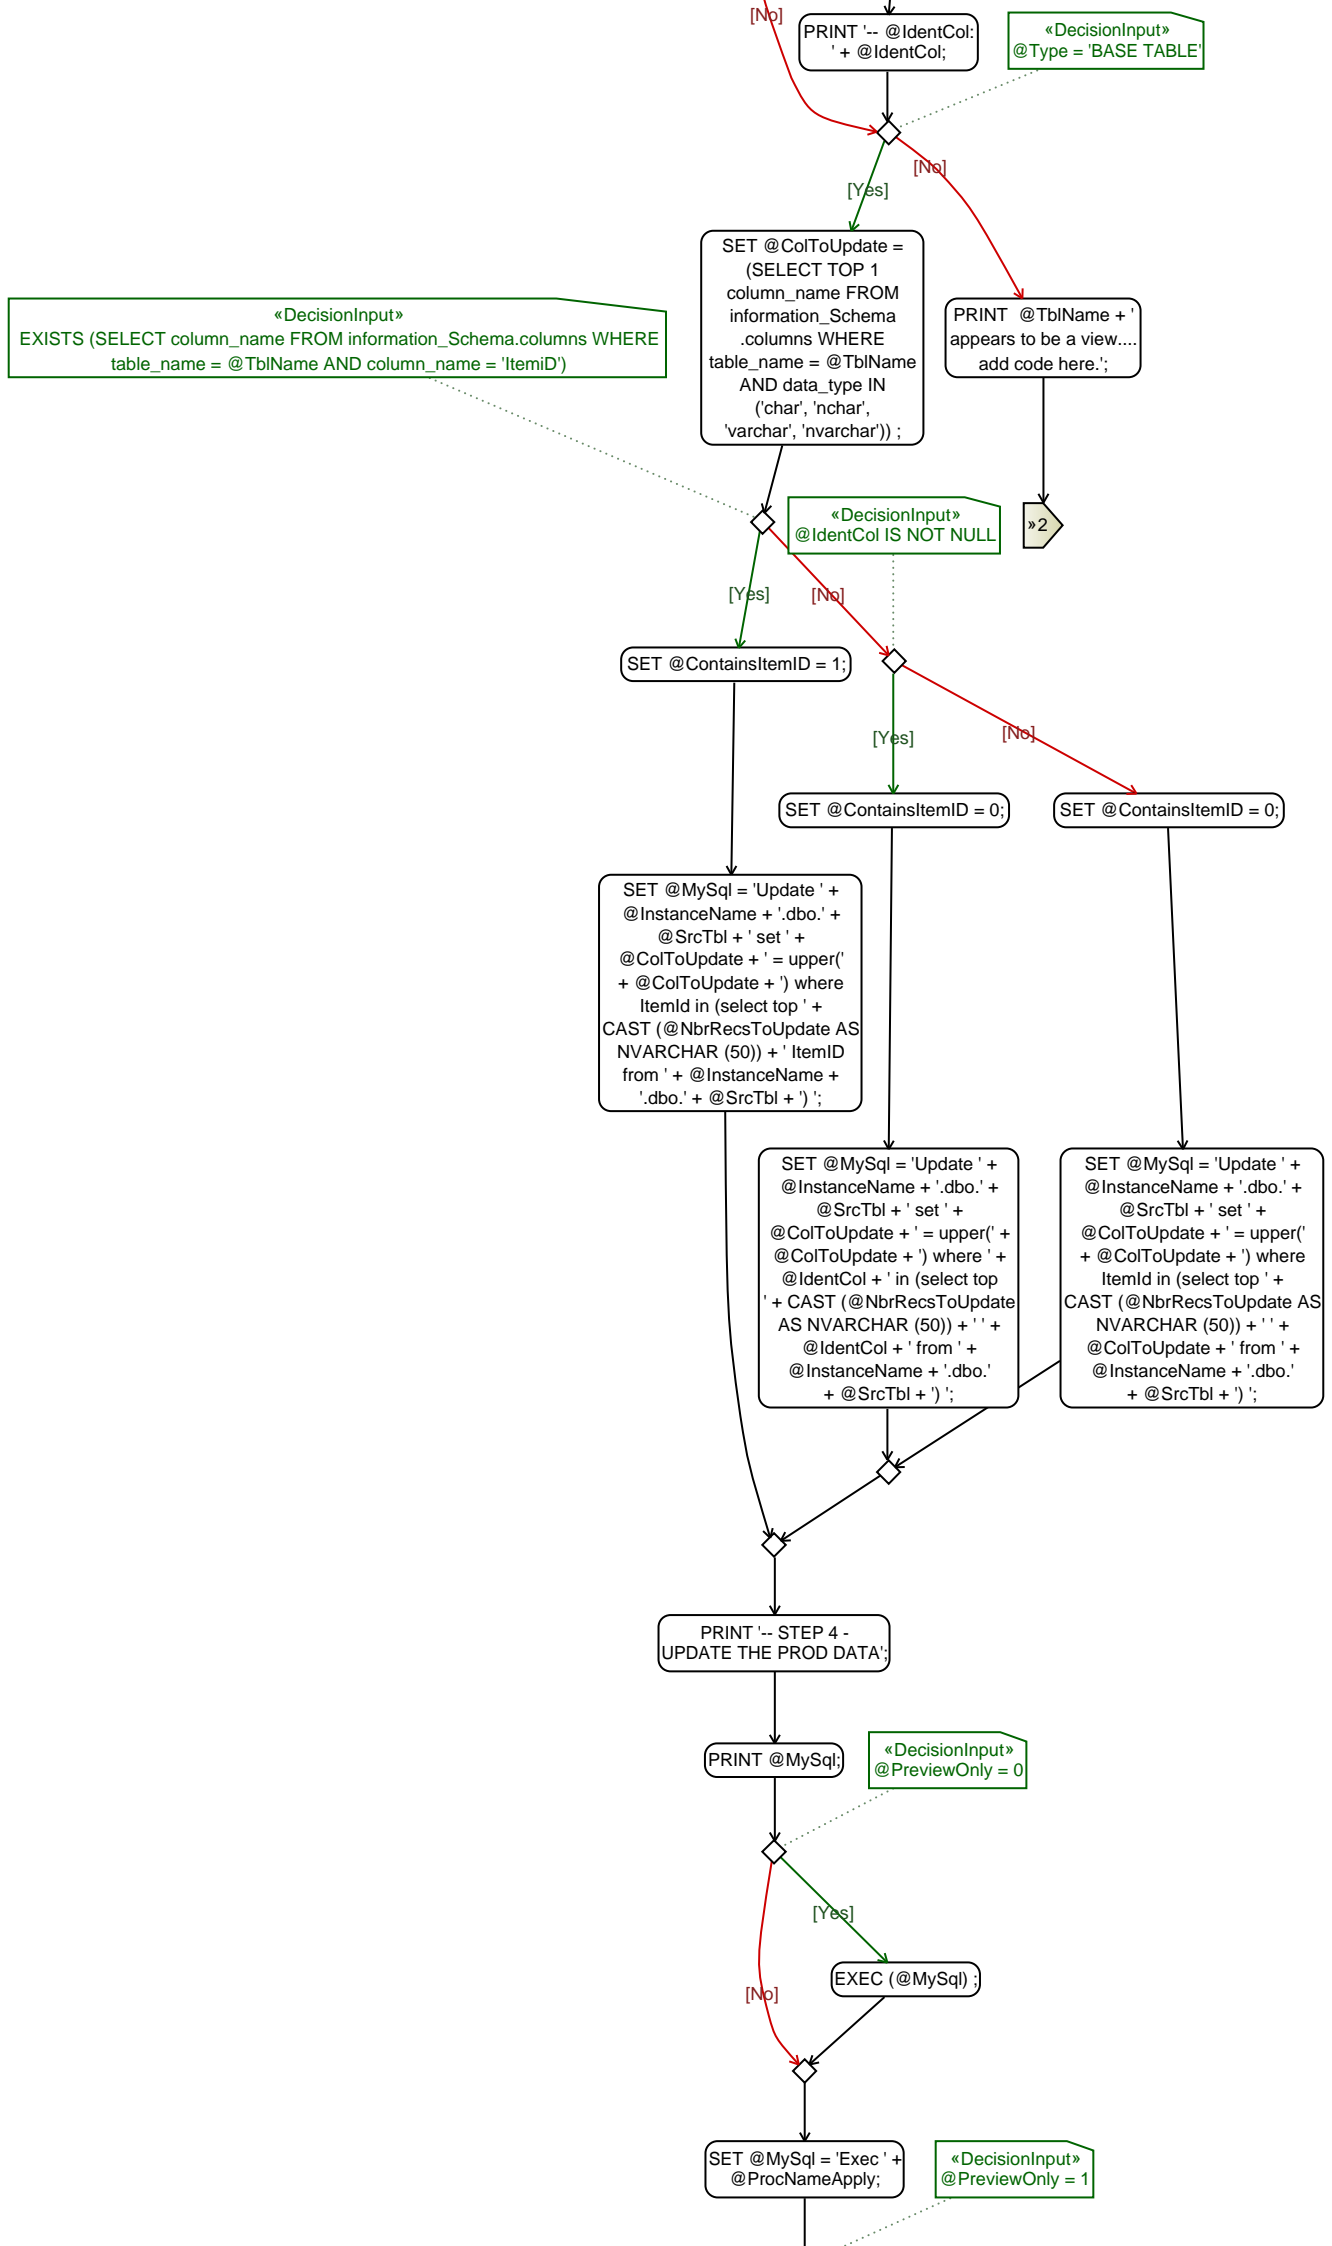 [No]
PRINT '-- @IdentCol:
' + @IdentCol;
«DecisionInput»
@Type = 'BASE TABLE'
[No]
[Yes]
SET @ColToUpdate =
(SELECT TOP 1
column_name FROM
information_Schema
.columns WHERE
table_name = @TblName
AND data_type IN
('char', 'nchar',
'varchar', 'nvarchar')) ;
«DecisionInput»
EXISTS (SELECT column_name FROM information_Schema.columns WHERE
table_name = @TblName AND column_name = 'ItemiD')
PRINT  @TblName + '
appears to be a view....
add code here.';
«DecisionInput»
@IdentCol IS NOT NULL
»2
[Yes]
[No]
SET @ContainsItemID = 1;
[Yes]
[No]
SET @ContainsItemID = 0;
SET @ContainsItemID = 0;
SET @MySql = 'Update ' +
@InstanceName + '.dbo.' +
@SrcTbl + ' set ' +
@ColToUpdate + ' = upper('
+ @ColToUpdate + ') where
ItemId in (select top ' +
CAST (@NbrRecsToUpdate AS
NVARCHAR (50)) + ' ItemID
from ' + @InstanceName +
'.dbo.' + @SrcTbl + ') ';
SET @MySql = 'Update ' +
@InstanceName + '.dbo.' +
@SrcTbl + ' set ' +
@ColToUpdate + ' = upper(' +
@ColToUpdate + ') where ' +
@IdentCol + ' in (select top
' + CAST (@NbrRecsToUpdate
AS NVARCHAR (50)) + ' ' +
@IdentCol + ' from ' +
@InstanceName + '.dbo.'
+ @SrcTbl + ') ';
SET @MySql = 'Update ' +
@InstanceName + '.dbo.' +
@SrcTbl + ' set ' +
@ColToUpdate + ' = upper('
+ @ColToUpdate + ') where
ItemId in (select top ' +
CAST (@NbrRecsToUpdate AS
NVARCHAR (50)) + ' ' +
@ColToUpdate + ' from ' +
@InstanceName + '.dbo.'
+ @SrcTbl + ') ';
PRINT '-- STEP 4 -
UPDATE THE PROD DATA';
PRINT @MySql;
«DecisionInput»
@PreviewOnly = 0
[Yes]
EXEC (@MySql) ;
[No]
SET @MySql = 'Exec ' +
@ProcNameApply;
«DecisionInput»
@PreviewOnly = 1